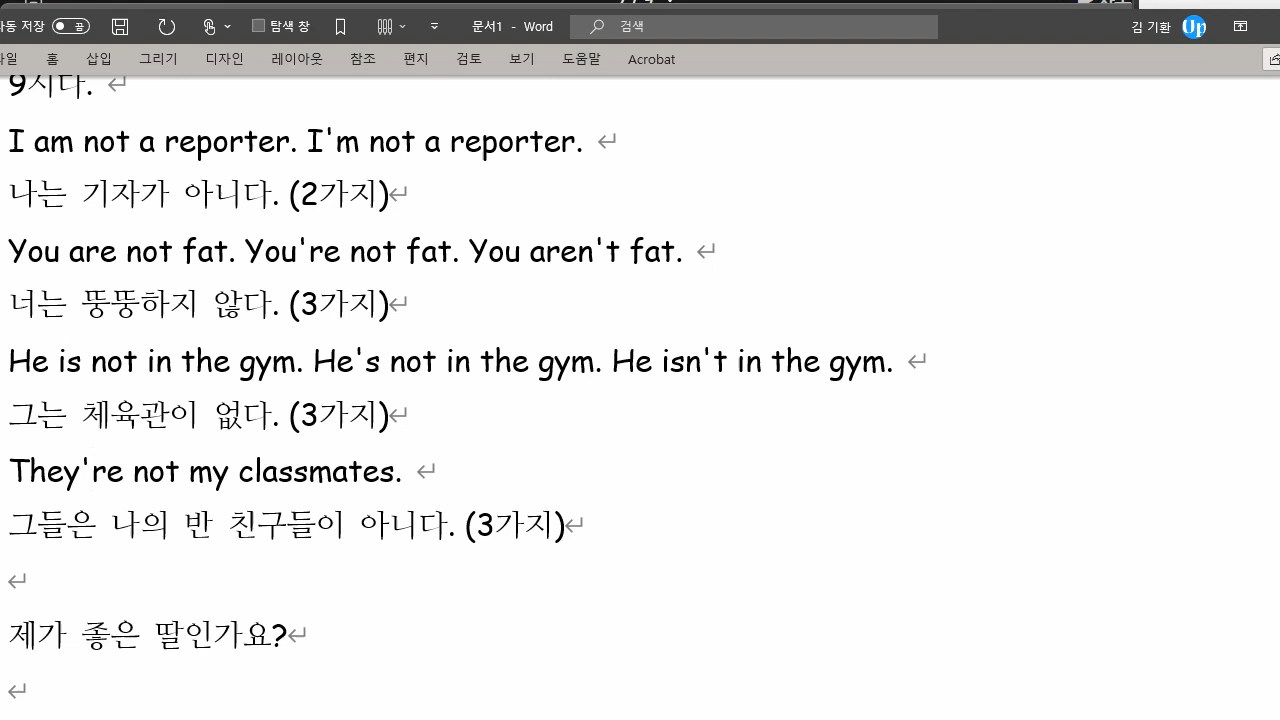 자동 저장 끔 탐색 창 문서1 - Word 검색 김 기환 Up
일 홈 삽입 그리기 디자인 레이아웃 참조 편지 검토 보기 도움말 Acrobat
9시다.
I am not a reporter. I'm not a reporter.
나는 기자가 아니다. (2가지)
You are not fat. You're not fat. You aren't fat.
너는 뚱뚱하지 않다. (3가지)
He is not in the gym. He's not in the gym. He isn't in the gym.
그는 체육관이 없다. (3가지)
They're not my classmates.
그들은 나의 반 친구들이 아니다. (3가지)
제가 좋은 딸인가요?